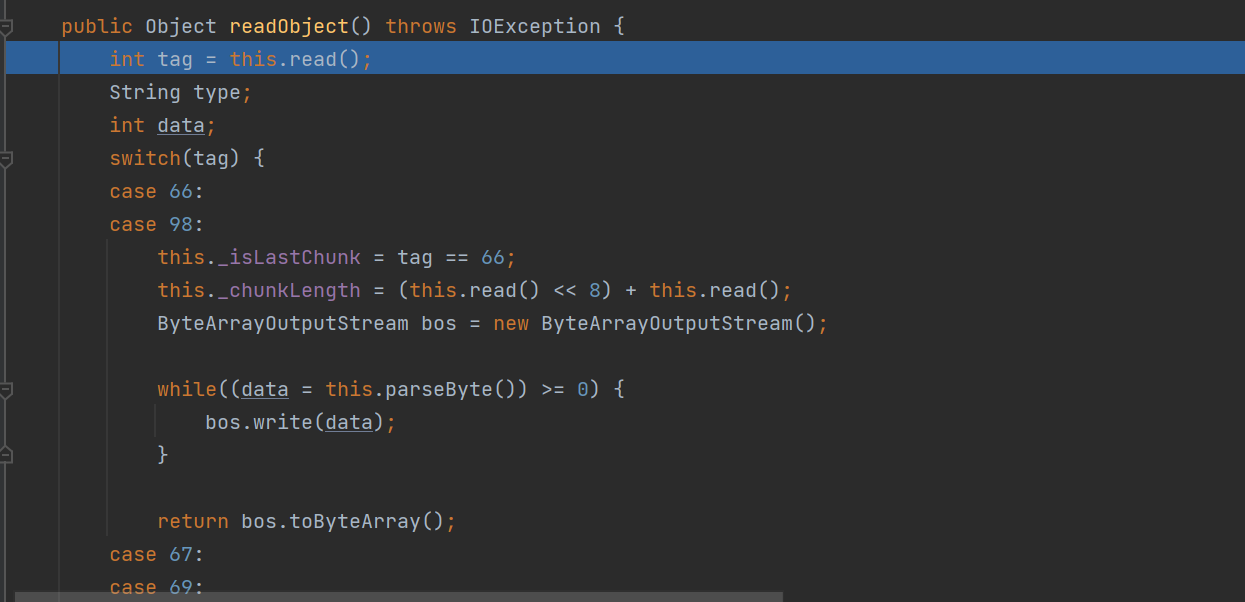 public Object readObject() throws IOException {
int tag = this.read();
String type;
int data;
switch(tag) {
case 66:
case 98:
this._isLastChunk = tag == 66;
this._chunkLength = (this.read() << 8) + this.read();
ByteArrayOutputStream bos = new ByteArrayOutputStream();
while((data = this.parseByte()) >= 0) {
bos.write(data);
}
return bos.toByteArray();
case 67:
case 69: